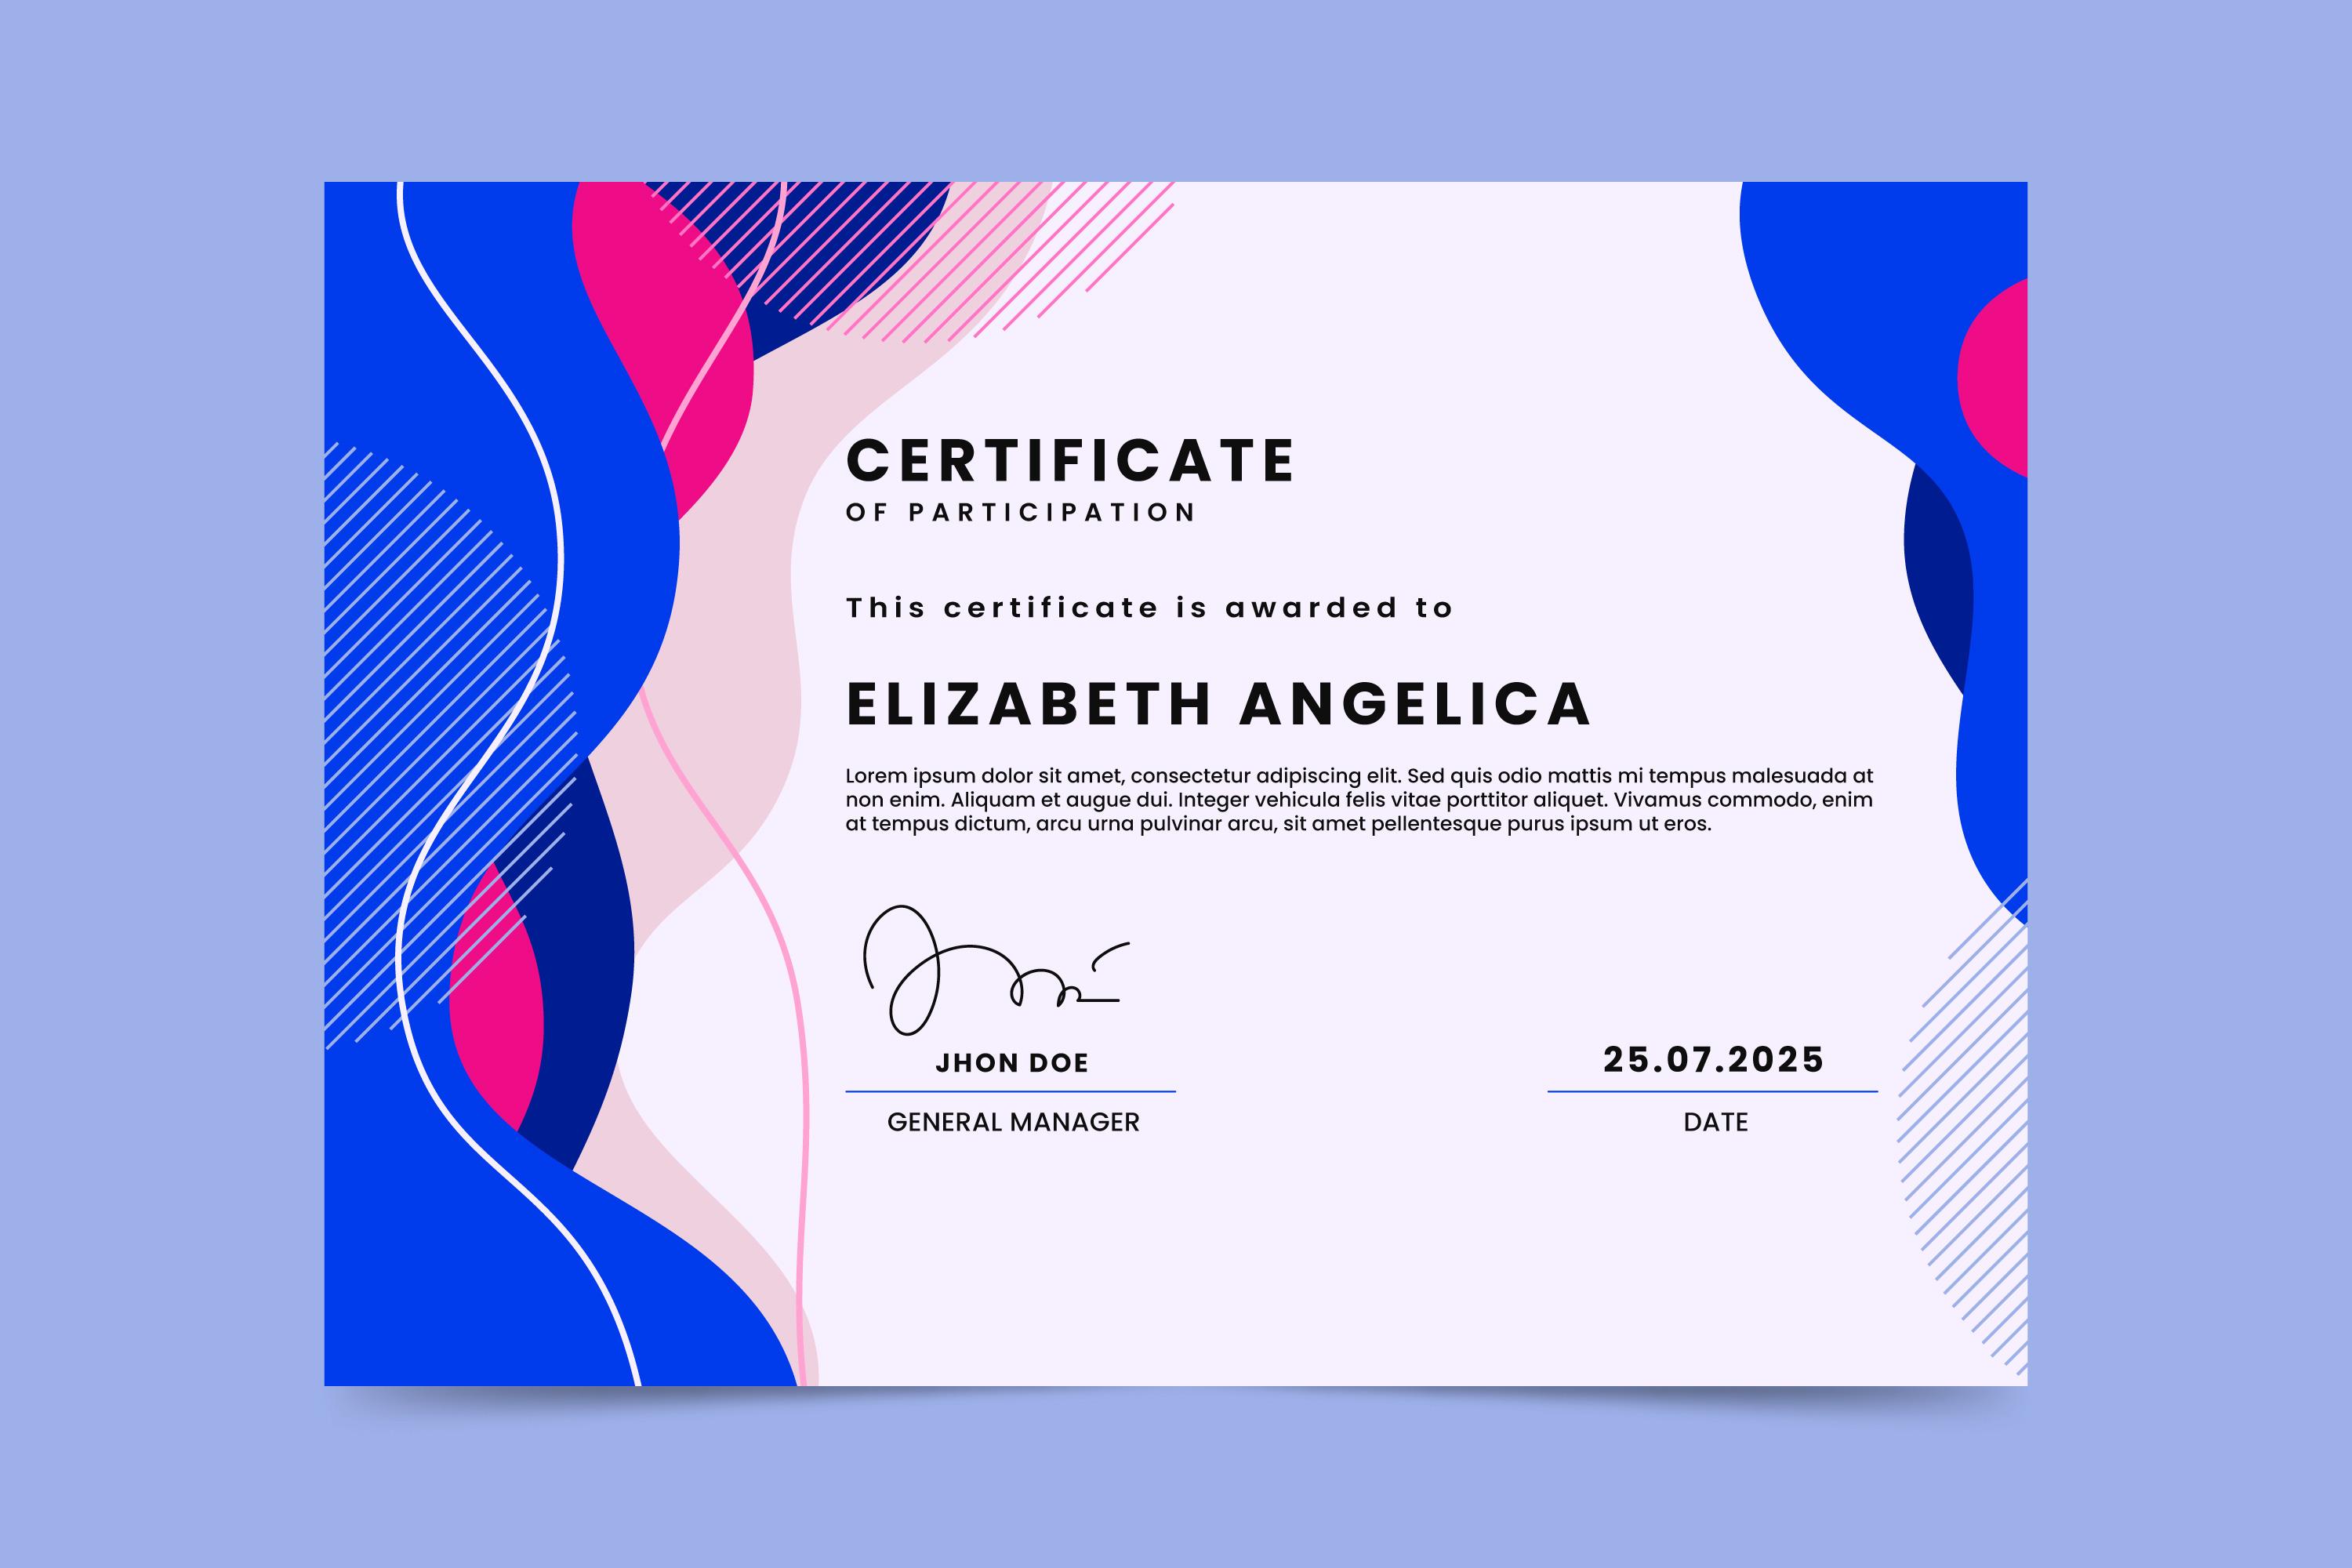 CERTIFICATE
OF PARTICIPATION
This certificate is awarded to
ELIZABETH ANGELICA
Lorem ipsum dolor sit amet, consectetur adipiscing elit. Sed quis odio mattis mi tempus malesuada at
non enim. Aliquam et augue dui. Integer vehicula felis vitae porttitor aliquet. Vivamus commodo, enim
at tempus dictum, arcu urna pulvinar arcu, sit amet pellentesque purus ipsum ut eros.
JHON DOE
GENERAL MANAGER
25.07.2025
DATE